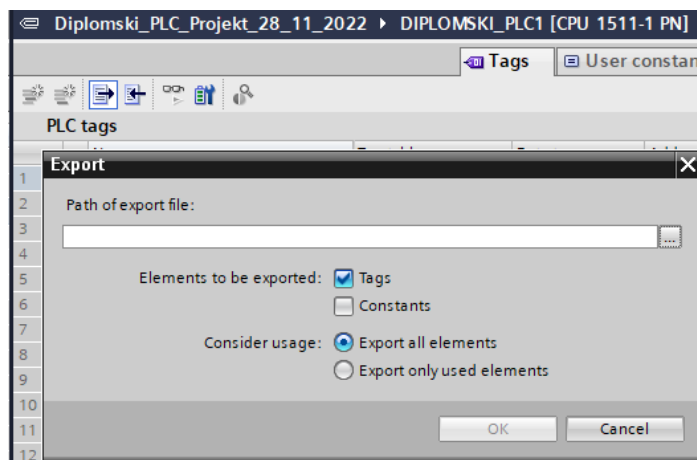 Diplomski_PLC_Projekt_28_11_2022 ▸ DIPLOMSKI_PLC1 [CPU 1511-1 PN]
Tags
User constan
PLC tags
Export
1
2
3
4
5
6
7
8
9
10
11
12
Path of export file:
...
Elements to be exported: Tags
Constants
Consider usage: Export all elements
Export only used elements
OK Cancel